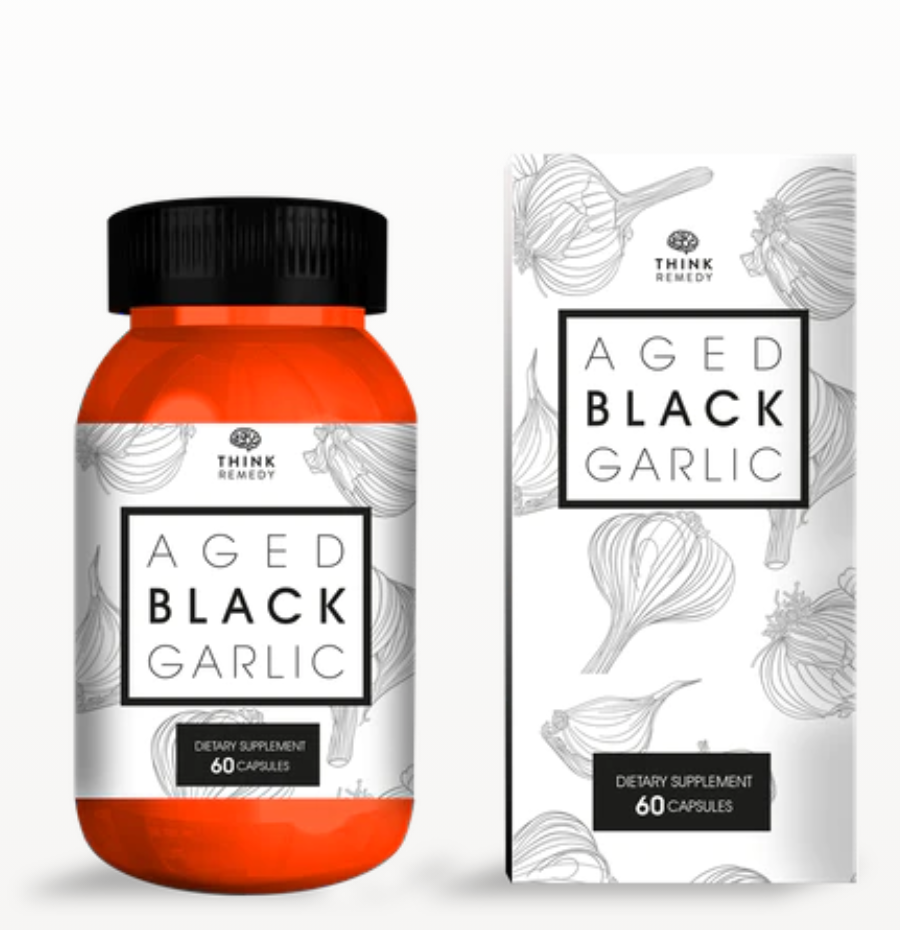 THINK
REMEDY
AGED
BLACK
GARLIC
DIETARY SUPPLEMENT
60 CAPSULES
THINK
REMEDY
AGED
BLACK
GARLIC
DIETARY SUPPLEMENT
60 CAPSULES